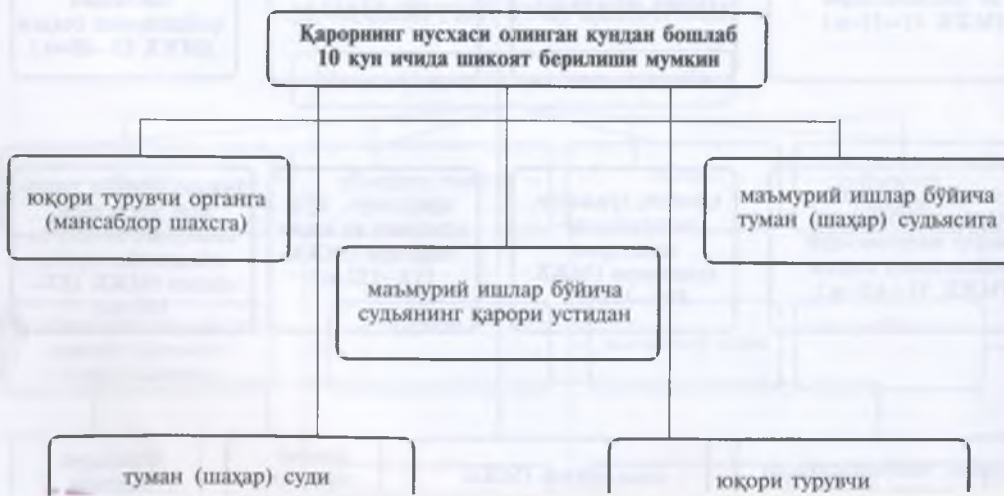 Қарорнинг нусхаси олинган кундан бошлаб
10 кун ичида шикоят берилиши мумкин
юқори турувчи органга
(мансабдор шахсга)
маъмурий ишлар бўйича
туман (шаҳар) судьясига
маъмурий ишлар бўйича
судьянинг қарори устидан
туман (шаҳар) суди
юқори турувчи